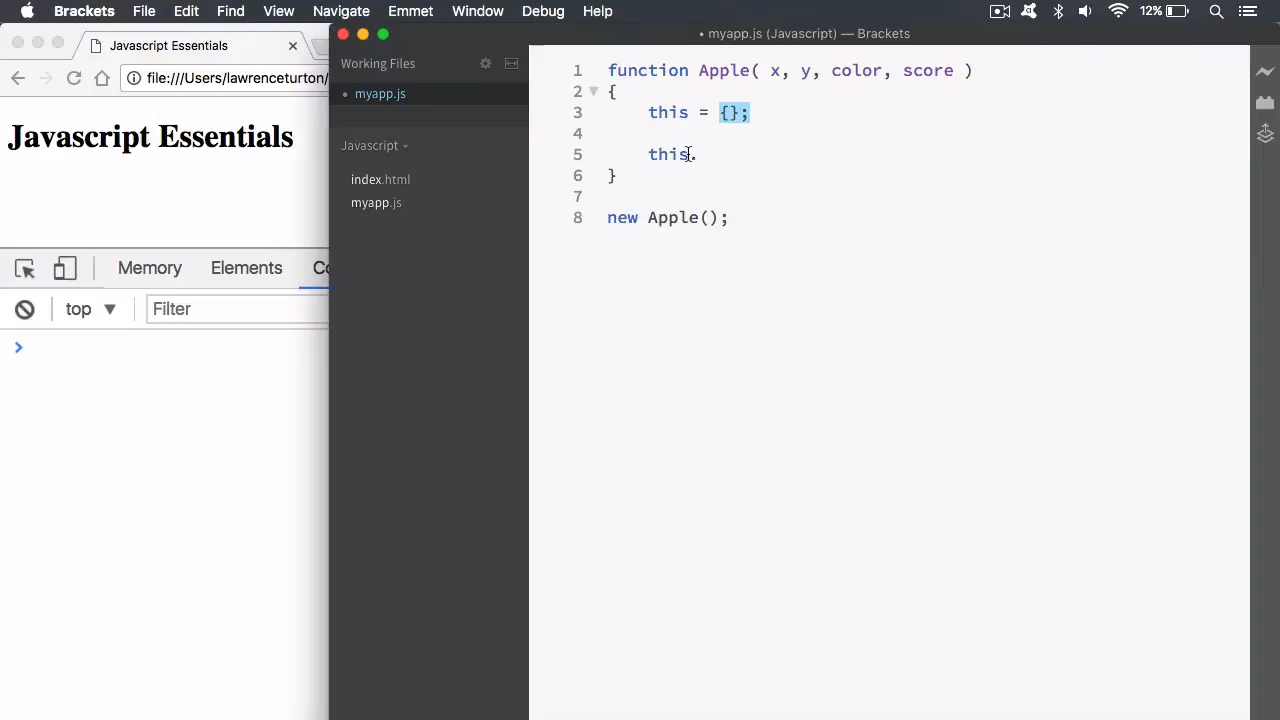 Brackets File Edit Find View Navigate Emmet Window Debug Help 12%
Javascript Essentials
file:///Users/lawrenceturton/
Javascript Essentials
Memory Elements Co
top Filter
• myapp.js (Javascript) — Brackets
Working Files
• myapp.js
Javascript
index.html
myapp.js
1 function Apple( x, y, color, score )
2 {
3 this = {};
4
5 this.
6 }
7
8 new Apple();